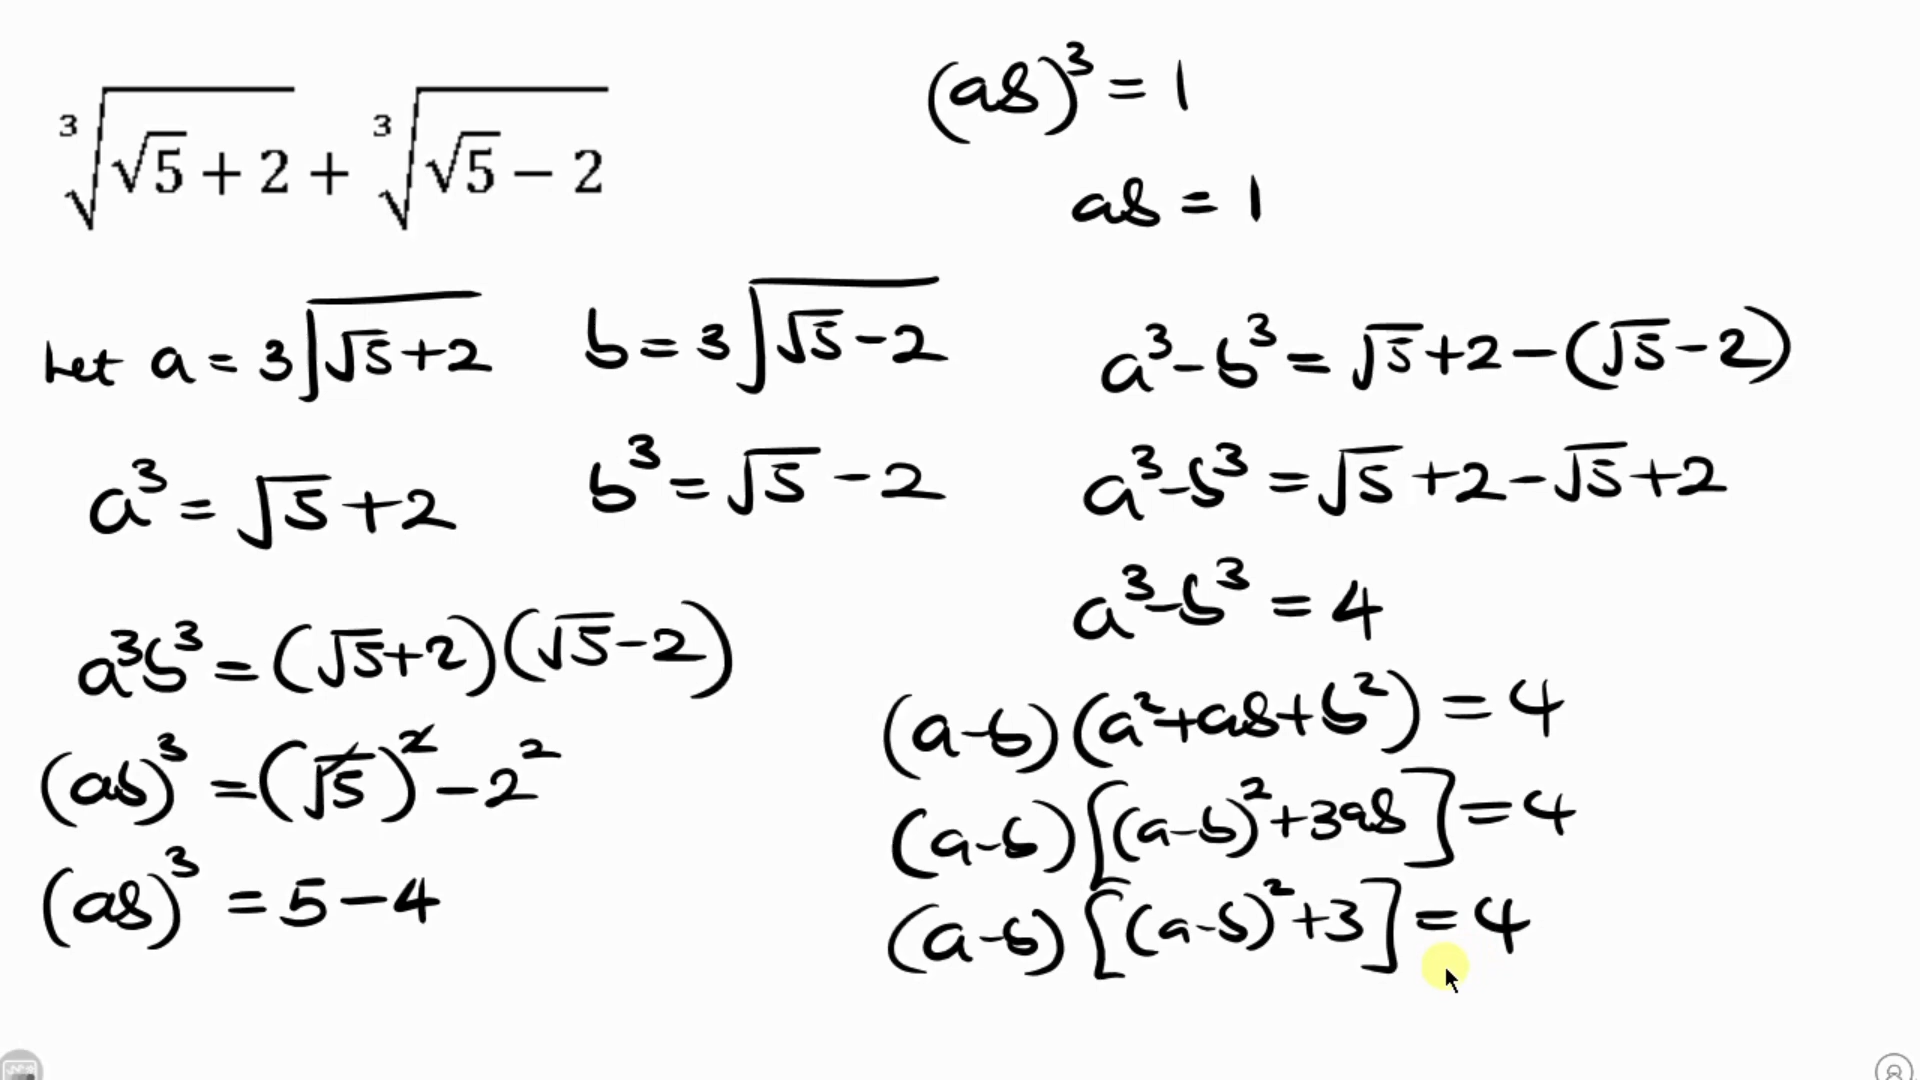 ∛(√5 + 2) + ∛(√5 − 2)
Let a = 3√(√5+2)   b = 3√(√5−2)
a³ = √5 +2   b³ = √5 −2
a³b³ = (√5+2)(√5−2)
(ab)³ = (√5)² − 2²
(ab)³ = 5−4
(ab)³ = 1
ab = 1
a³−b³ = √5+2−(√5−2)
a³−b³ = √5 +2−√5+2
a³−b³ = 4
(a−b)(a²+ab+b²) = 4
(a−b)[(a−b)²+3ab] = 4
(a−b)[(a−b)²+3] = 4